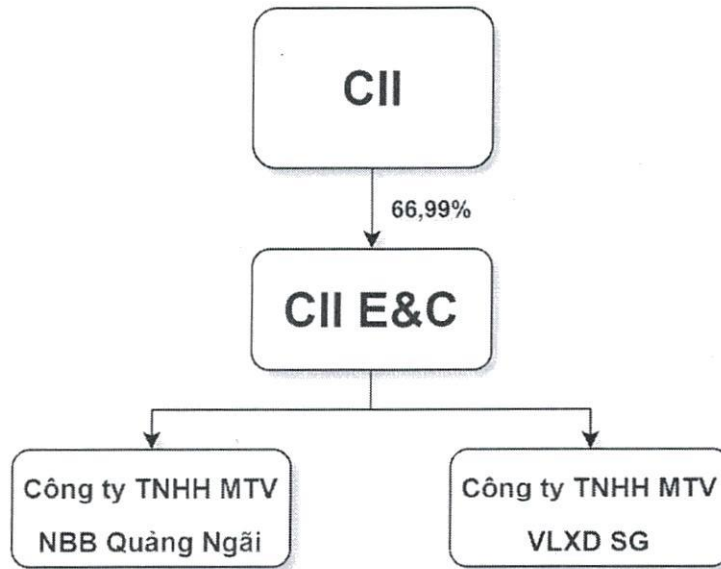 CII
66,99%
CII E&C
Công ty TNHH MTV
NBB Quảng Ngãi
Công ty TNHH MTV
VLXD SG